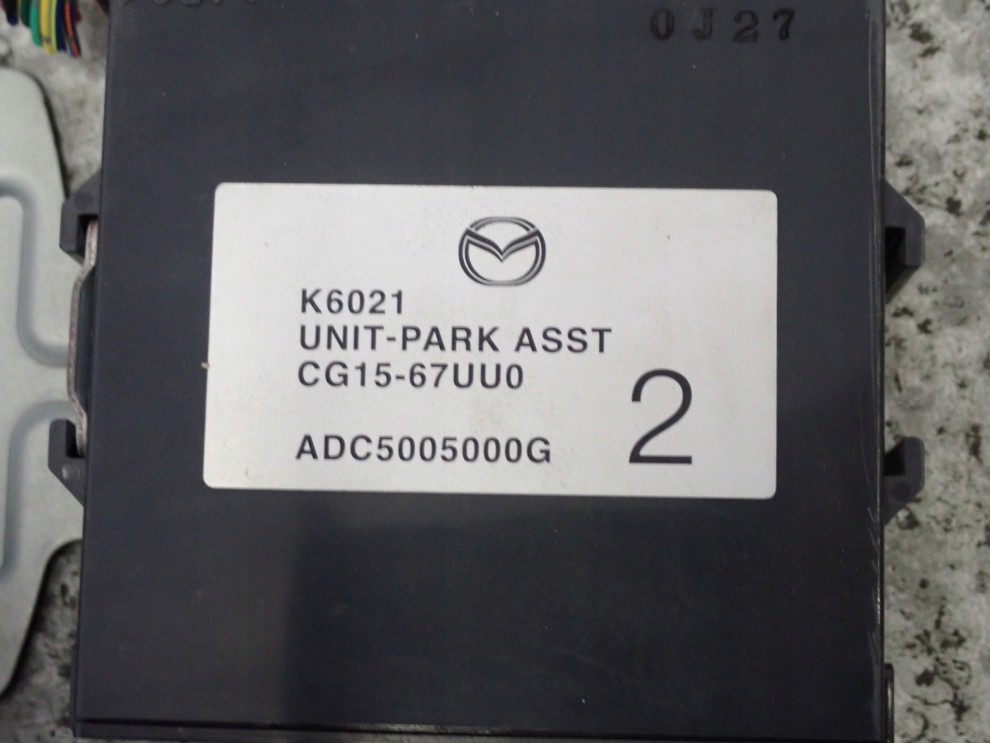 0J27
K6021
UNIT-PARK ASST
CG15-67UU0
ADC5005000G
2